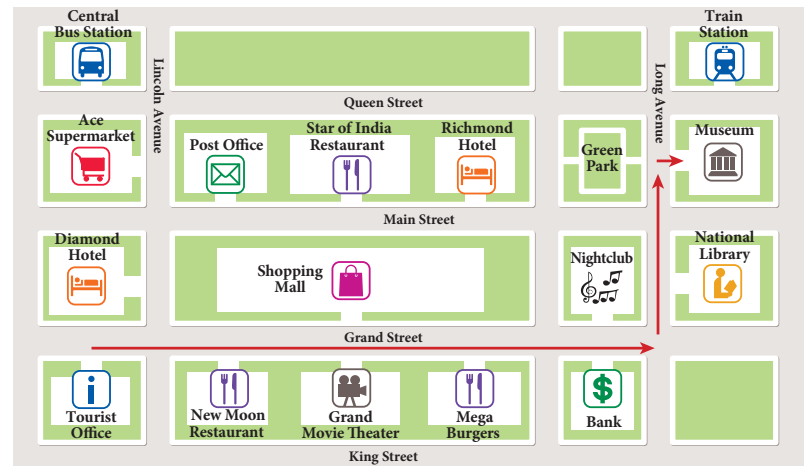 Central
Bus Station
Train
Station
Lincoln Avenue
Long Avenue
Queen Street
Ace
Supermarket
Post Office
Star of India
Restaurant
Richmond
Hotel
Green
Park
Museum
Main Street
Diamond
Hotel
Shopping
Mall
Nightclub
National
Library
Grand Street
i
Tourist
Office
New Moon
Restaurant
Grand
Movie Theater
Mega
Burgers
$
Bank
King Street